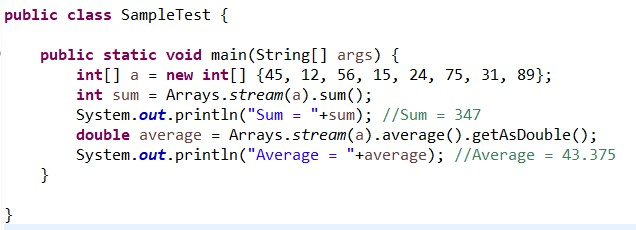 public class SampleTest {
public static void main(String[] args) {
int[] a = new int[] {45, 12, 56, 15, 24, 75, 31, 89};
int sum = Arrays.stream(a).sum();
System.out.println("Sum = "+sum); //Sum = 347
double average = Arrays.stream(a).average().getAsDouble();
System.out.println("Average = "+average); //Average = 43.375
}
}